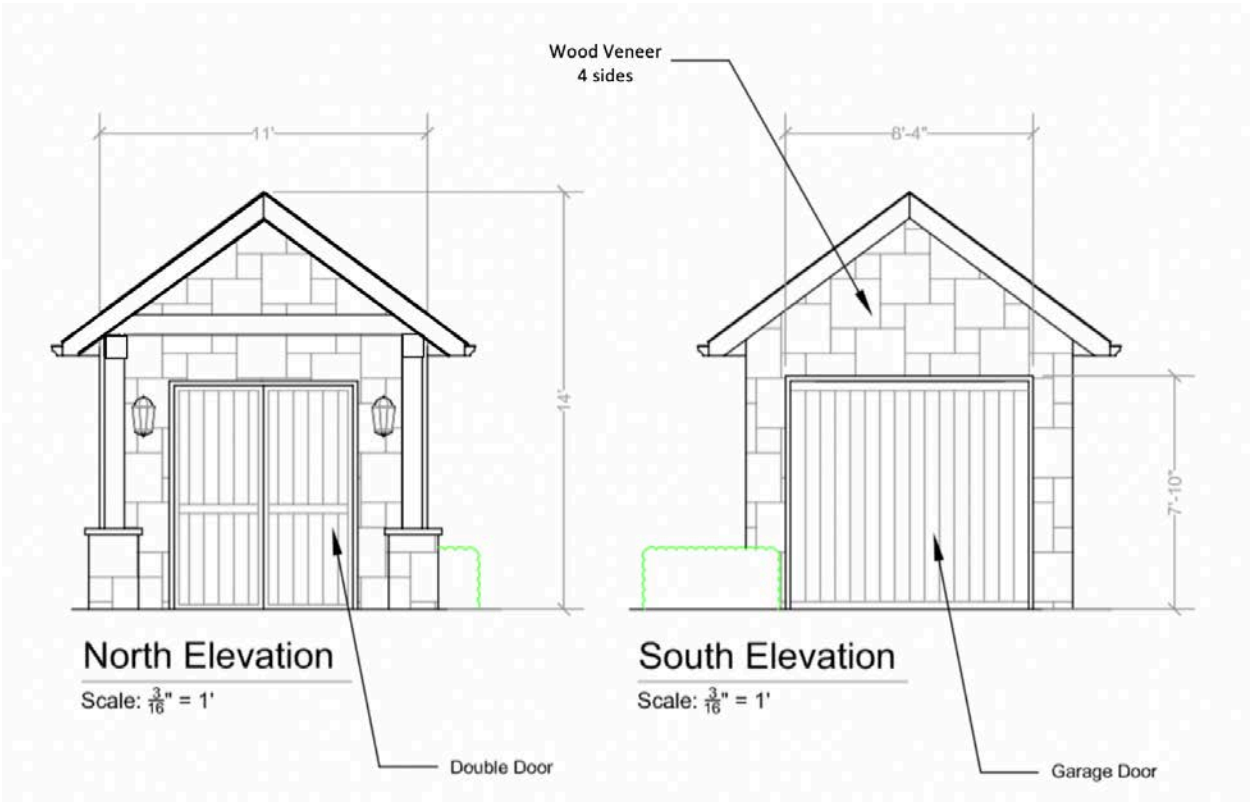 Wood Veneer
4 sides
11'
8'-4"
14'
7'-10"
North Elevation
Scale: 3/16" = 1'
South Elevation
Scale: 3/16" = 1'
Double Door
Garage Door